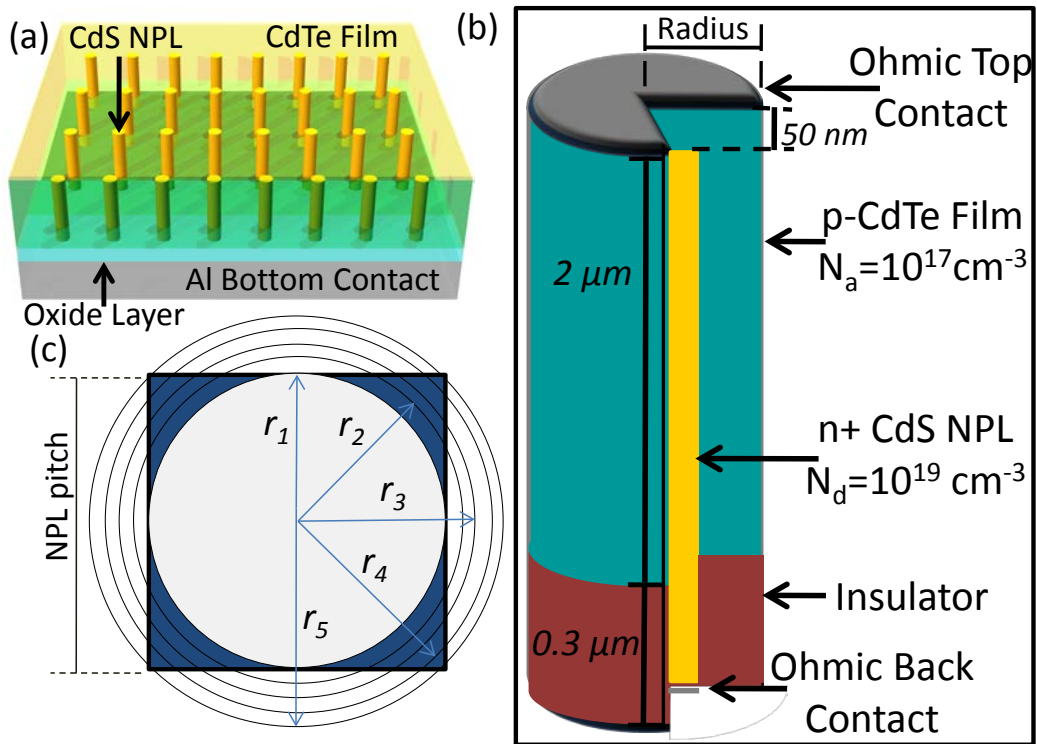 (a)
CdS NPL
CdTe Film
Al Bottom Contact
Oxide Layer
(b)
Radius
Ohmic Top
Contact
50 nm
p-CdTe Film
Nₐ=10¹⁷cm⁻³
2 µm
n+ CdS NPL
N_d=10¹⁹ cm⁻³
Insulator
0.3 µm
Ohmic Back
Contact
(c)
NPL pitch
r₁
r₂
r₃
r₄
r₅